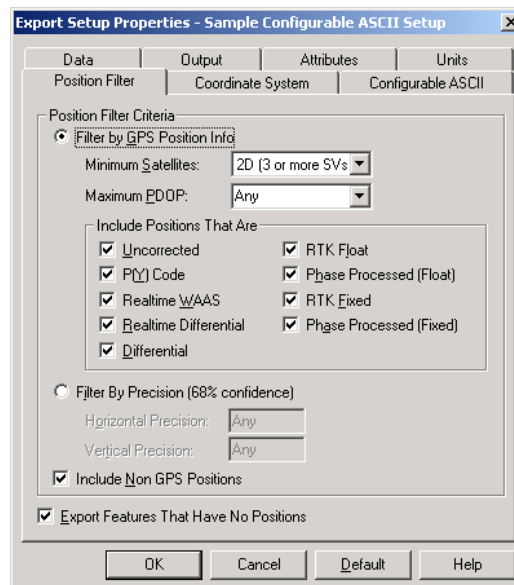 Export Setup Properties - Sample Configurable ASCII Setup
Data Output Attributes Units
Position Filter Coordinate System Configurable ASCII
Position Filter Criteria
Filter by GPS Position Info
Minimum Satellites: 2D (3 or more SVs
Maximum PDOP: Any
Include Positions That Are
Uncorrected RTK Float
P(Y) Code Phase Processed (Float)
Realtime WAAS RTK Fixed
Realtime Differential Phase Processed (Fixed)
Differential
Filter By Precision (68% confidence)
Horizontal Precision: Any
Vertical Precision: Any
Include Non GPS Positions
Export Features That Have No Positions
OK Cancel Default Help